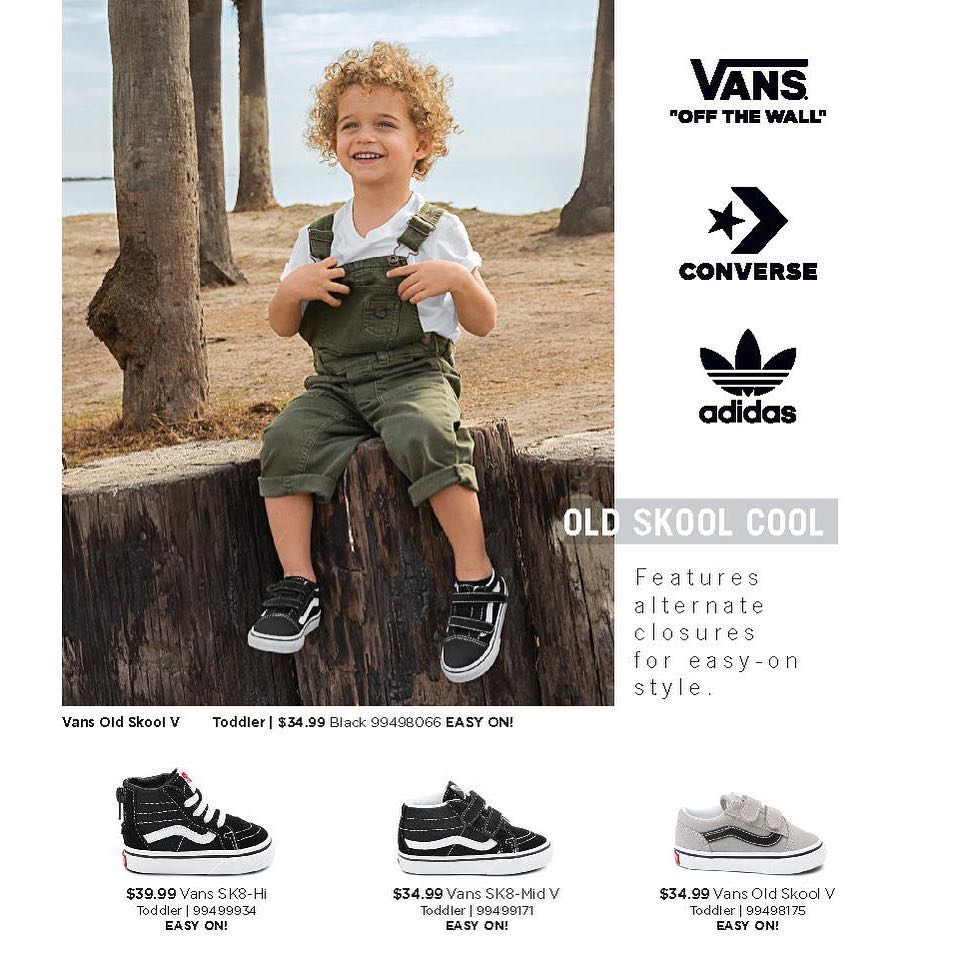 VANS
"OFF THE WALL"
CONVERSE
adidas
OLD SKOOL COOL
Features
alternate
closures
for easy-on
style.
Vans Old Skool V Toddler | $34.99 Black 99498066 EASY ON!
$39.99 Vans SK8-Hi
Toddler | 99499934
EASY ON!
$34.99 Vans SK8-Mid V
Toddler | 99499171
EASY ON!
$34.99 Vans Old Skool V
Toddler | 99498175
EASY ON!